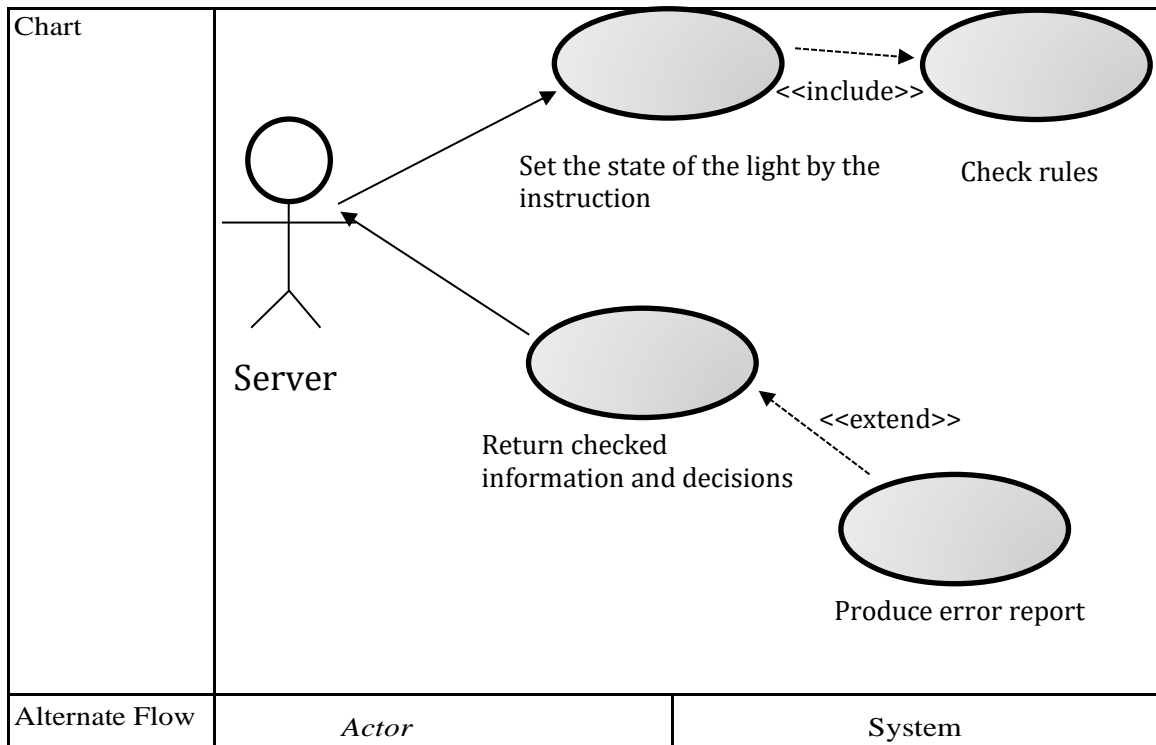 Chart
<<include>>
Set the state of the light by the
instruction
Check rules
Server
<<extend>>
Return checked
information and decisions
Produce error report
Alternate Flow
Actor
System